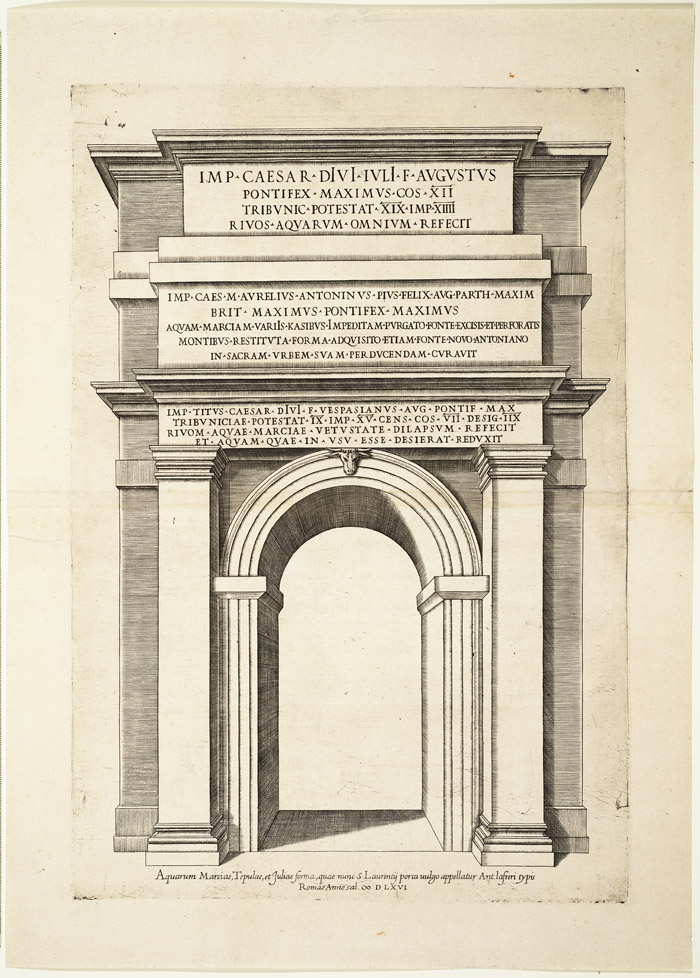 IMP · CAESAR · DIVI · IVLI · F · AVGVSTVS
PONTIFEX · MAXIMVS · COS · XII
TRIBVNIC · POTESTAT · XIX · IMP · XIIII
RIVOS · AQVARVM · OMNIVM · REFECIT
IMP · CAES · M · AVRELIVS · ANTONINVS · PIVS · FELIX · AVG · PARTH · MAXIM
BRIT · MAXIMVS · PONTIFEX · MAXIMVS
AQVAM · MARCIAM · VARIIS · KASIBVS · IMPEDITAM · PVRGATO · FONTE · EXCISIS · ET · PERFORATIS
MONTIBVS · RESTITVTA · FORMA · ADQVISITO · ETIAM · FONTE · NOVO · ANTONIANO
IN · SACRAM · VRBEM · SVAM · PERDVCENDAM · CVRAVIT
IMP · TITVS · CAESAR · DIVI · F · VESPASIANVS · AVG · PONTIF · MAX
TRIBVNICIAE · POTESTAT · IX · IMP · XV · CENS · COS · VII · DESIG · IIX
RIVOM · AQVAE · MARCIAE · VETVSTATE · DILAPSVM · REFECIT
ET · AQVAM · QVAE · IN · VSV · ESSE · DESIERAT · REDVXIT
Aquarum Marciae, Tepulae, et Juliae forma, quae nunc S. Laurentij porta uulgo appellatur Ant. lafreri typis
Romae Anno sal. ∞ D LXVI